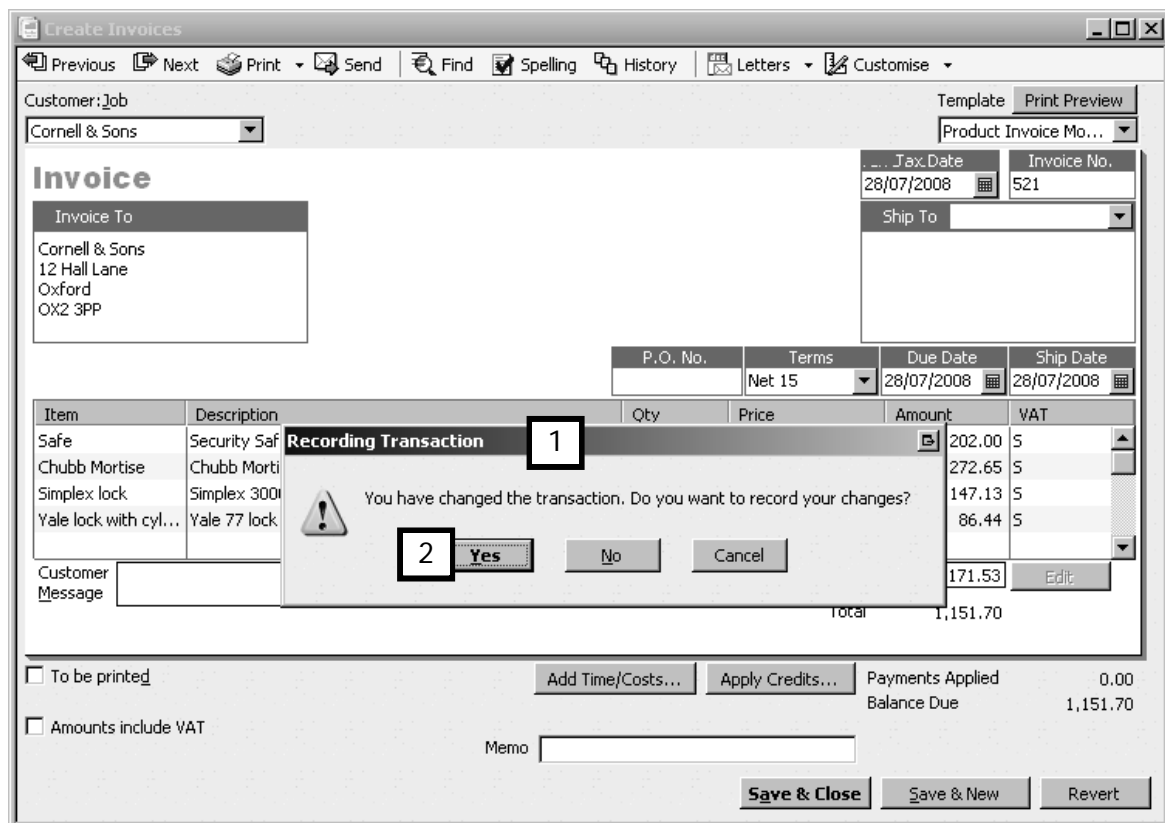 Create Invoices
Previous Next Print Send Find Spelling History Letters Customise
Customer:Job Template Print Preview
Cornell & Sons Product Invoice Mo...
Invoice
Tax Date Invoice No.
28/07/2008 521
Invoice To Ship To
Cornell & Sons
12 Hall Lane
Oxford
OX2 3PP
P.O. No. Terms Due Date Ship Date
Net 15 28/07/2008 28/07/2008
Item Description Qty Price Amount VAT
Safe Security Saf 202.00 S
Chubb Mortise Chubb Morti 272.65 S
Simplex lock Simplex 300 147.13 S
Yale lock with cyl... Yale 77 lock 86.44 S
Recording Transaction 1
You have changed the transaction. Do you want to record your changes?
2 Yes No Cancel
Customer Message 171.53 Edit
Total 1,151.70
To be printed Add Time/Costs... Apply Credits... Payments Applied 0.00
Balance Due 1,151.70
Amounts include VAT
Memo
Save & Close Save & New Revert